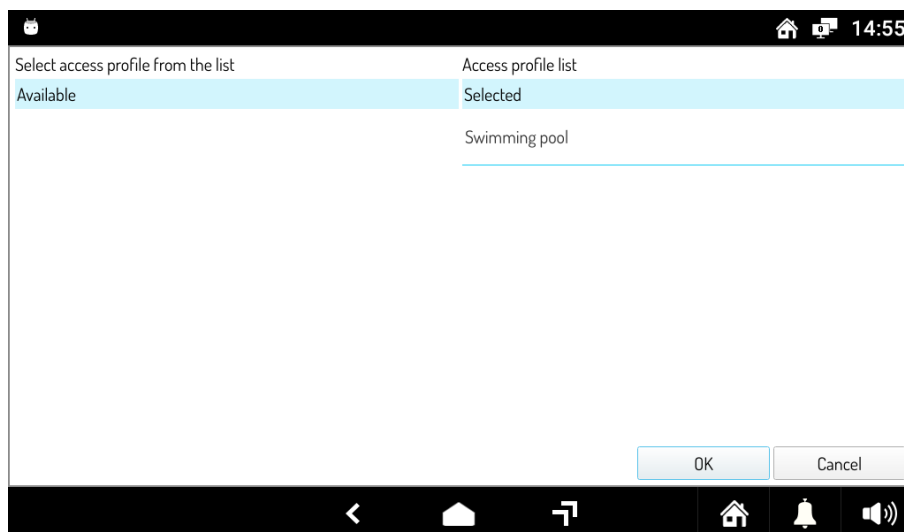 14:55
Select access profile from the list
Access profile list
Available
Selected
Swimming pool
OK
Cancel